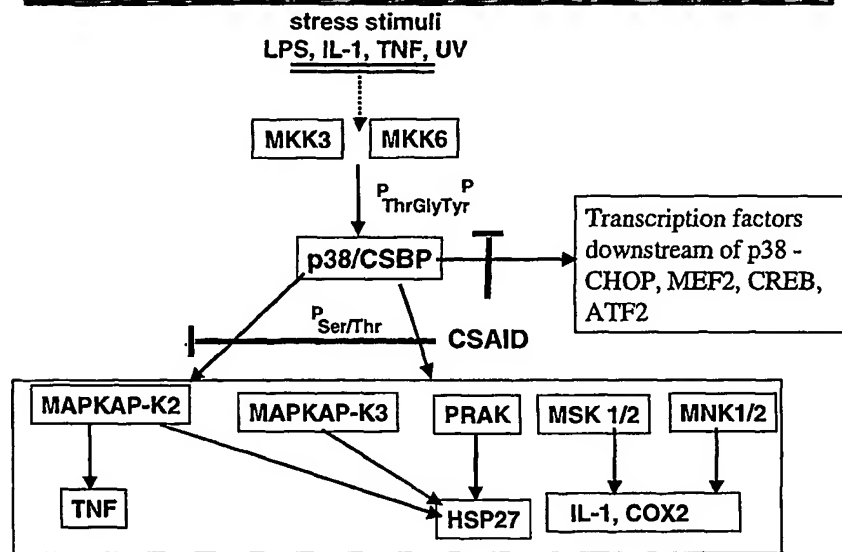 stress stimuli
LPS, IL-1, TNF, UV
MKK3 MKK6
P P
ThrGlyTyr
p38/CSBP
Transcription factors
downstream of p38 -
CHOP, MEF2, CREB,
ATF2
P
Ser/Thr
CSAID
MAPKAP-K2 MAPKAP-K3 PRAK MSK 1/2 MNK1/2
TNF HSP27 IL-1, COX2